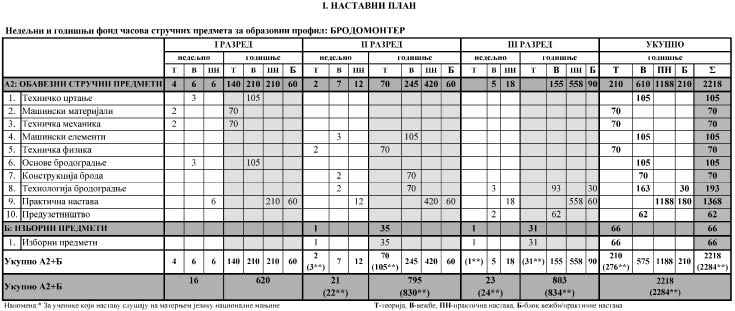 I. НАСТАВНИ ПЛАН
Недељни и годишњи фонд часова стручних предмета за образовни профил: БРОДОМОНТЕР
I РАЗРЕД II РАЗРЕД III РАЗРЕД УКУПНО
недељно годишње недељно годишње недељно годишње годишње
Т В ПН Т В ПН Б Т В ПН Т В ПН Б Т В ПН Т В ПН Б Т В ПН Б Σ
А2: ОБАВЕЗНИ СТРУЧНИ ПРЕДМЕТИ 4 6 6 140 210 210 60 2 7 12 70 245 420 60 5 18 155 558 90 210 610 1188 210 2218
1. Техничко цртање 3 105 105 105
2. Машински материјали 2 70 70 70
3. Техничка механика 2 70 70 70
4. Машински елементи 3 105 105 105
5. Техничка физика 2 70 70 70
6. Основе бродоградње 3 105 105 105
7. Конструкција брода 2 70 70 70
8. Технологија бродоградње 2 70 3 93 30 163 30 193
9. Практична настава 6 210 60 12 420 60 18 558 60 1188 180 1368
10. Предузетништво 2 62 62 62
Б: ИЗБОРНИ ПРЕДМЕТИ 1 35 1 31 66 66
1. Изборни предмети 1 35 1 31 66 66
Укупно А2+Б 4 6 6 140 210 210 60 2 (3**) 7 12 70 (105**) 245 420 60 (1**) 5 18 (31**) 155 558 90 210 (276**) 575 1188 210 2218 (2284**)
Укупно А2+Б 16 620 21 (22**) 795 (830**) 23 (24**) 803 (834**) 2218 (2284**)
Напомена:* За ученике који наставу слушају на матерњем језику националне мањине Т-теорија, В-вежбе, ПН-практична настава, Б-блок вежби/практичне настава